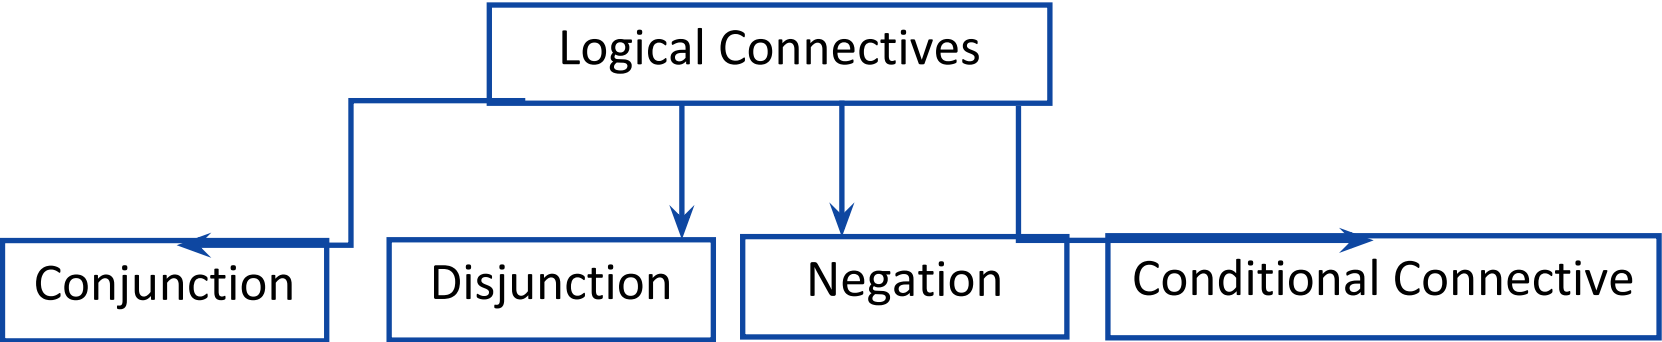 Logical Connectives
Conjunction
Disjunction
Negation
Conditional Connective